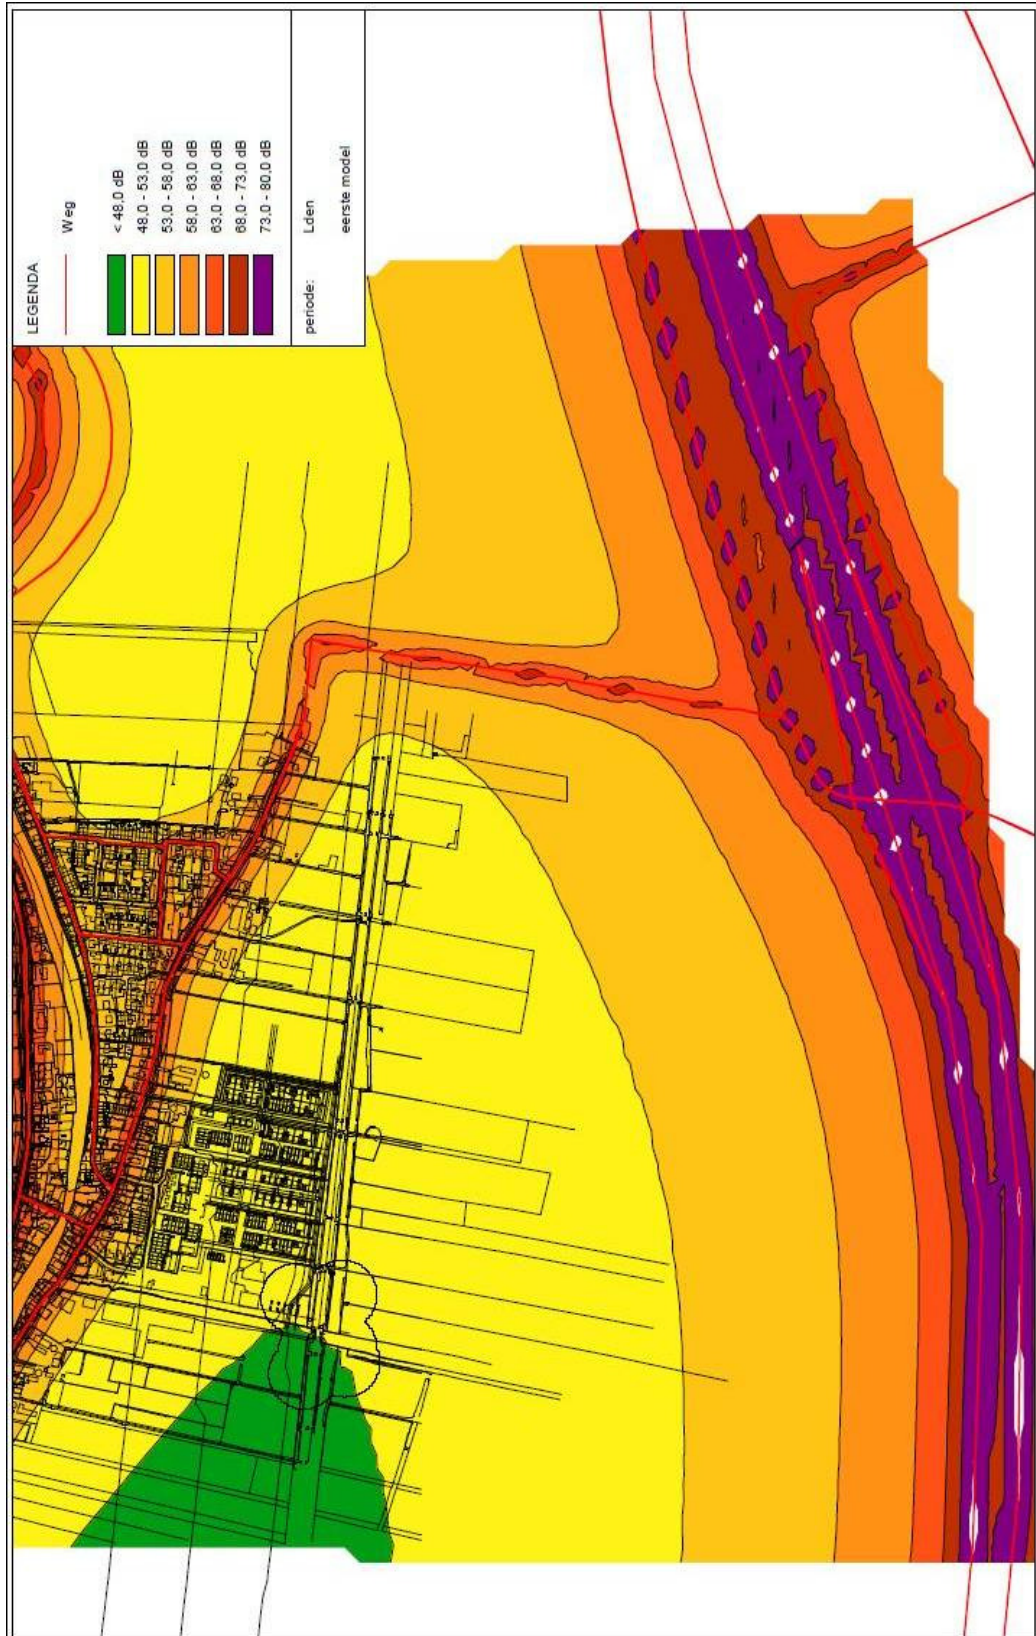 LEGENDA
Weg
< 48,0 dB
48,0 - 53,0 dB
53,0 - 58,0 dB
58,0 - 63,0 dB
63,0 - 68,0 dB
68,0 - 73,0 dB
73,0 - 80,0 dB
periode: Lden
eerste model